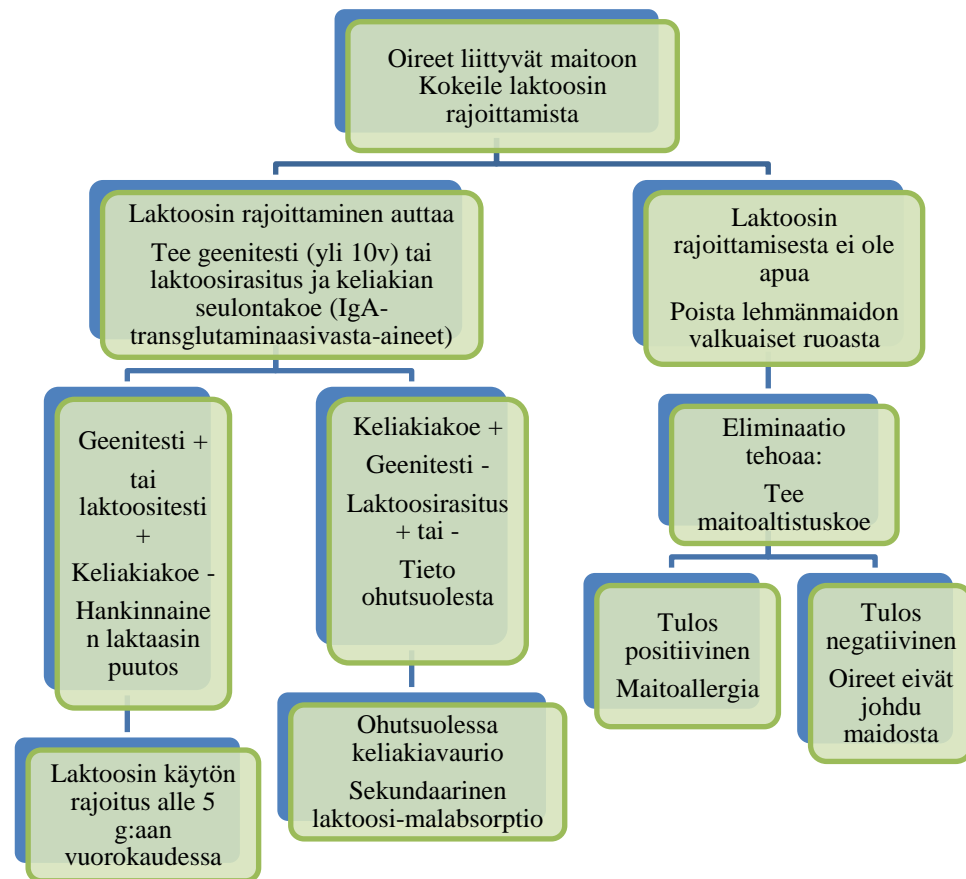 Oireet liittyvät maitoon
Kokeile laktoosin
rajoittamista
Laktoosin rajoittaminen auttaa
Tee geenitesti (yli 10v) tai
laktoosirasitus ja keliakian
seulontakoe (IgA-
transglutaminaasivasta-aineet)
Laktoosin
rajoittamisesta ei ole
apua
Poista lehmänmaidon
valkuaiset ruoasta
Geenitesti +
tai
laktoositesti
+
Keliakiakoe -
Hankinnaine
n laktaasin
puutos
Keliakiakoe +
Geenitesti -
Laktoosirasitus
+ tai -
Tieto
ohutsuolesta
Eliminaatio
tehoaa:
Tee
maitoaltistuskoe
Tulos
positiivinen
Maitoallergia
Tulos
negatiivinen
Oireet eivät
johdu
maidosta
Laktoosin käytön
rajoitus alle 5
g:aan
vuorokaudessa
Ohutsuolessa
keliakiavaurio
Sekundaarinen
laktoosi-malabsorptio